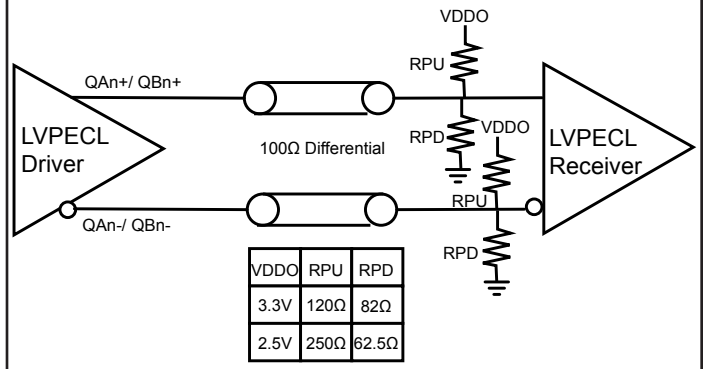 VDDO
RPU
QAn+/ QBn+
LVPECL
Driver
100Ω Differential
RPD
VDDO
LVPECL
Receiver
RPU
QAn-/ QBn-
RPD
VDDO RPU RPD
3.3V 120Ω 82Ω
2.5V 250Ω 62.5Ω